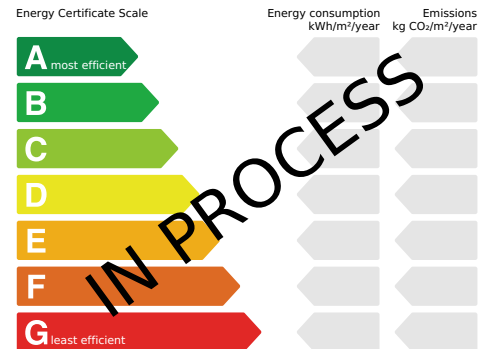 Energy Certificate Scale
Energy consumption
kWh/m²/year
Emissions
kg CO₂/m²/year
A most efficient
B
C
D
E
F
G least efficient
IN PROCESS